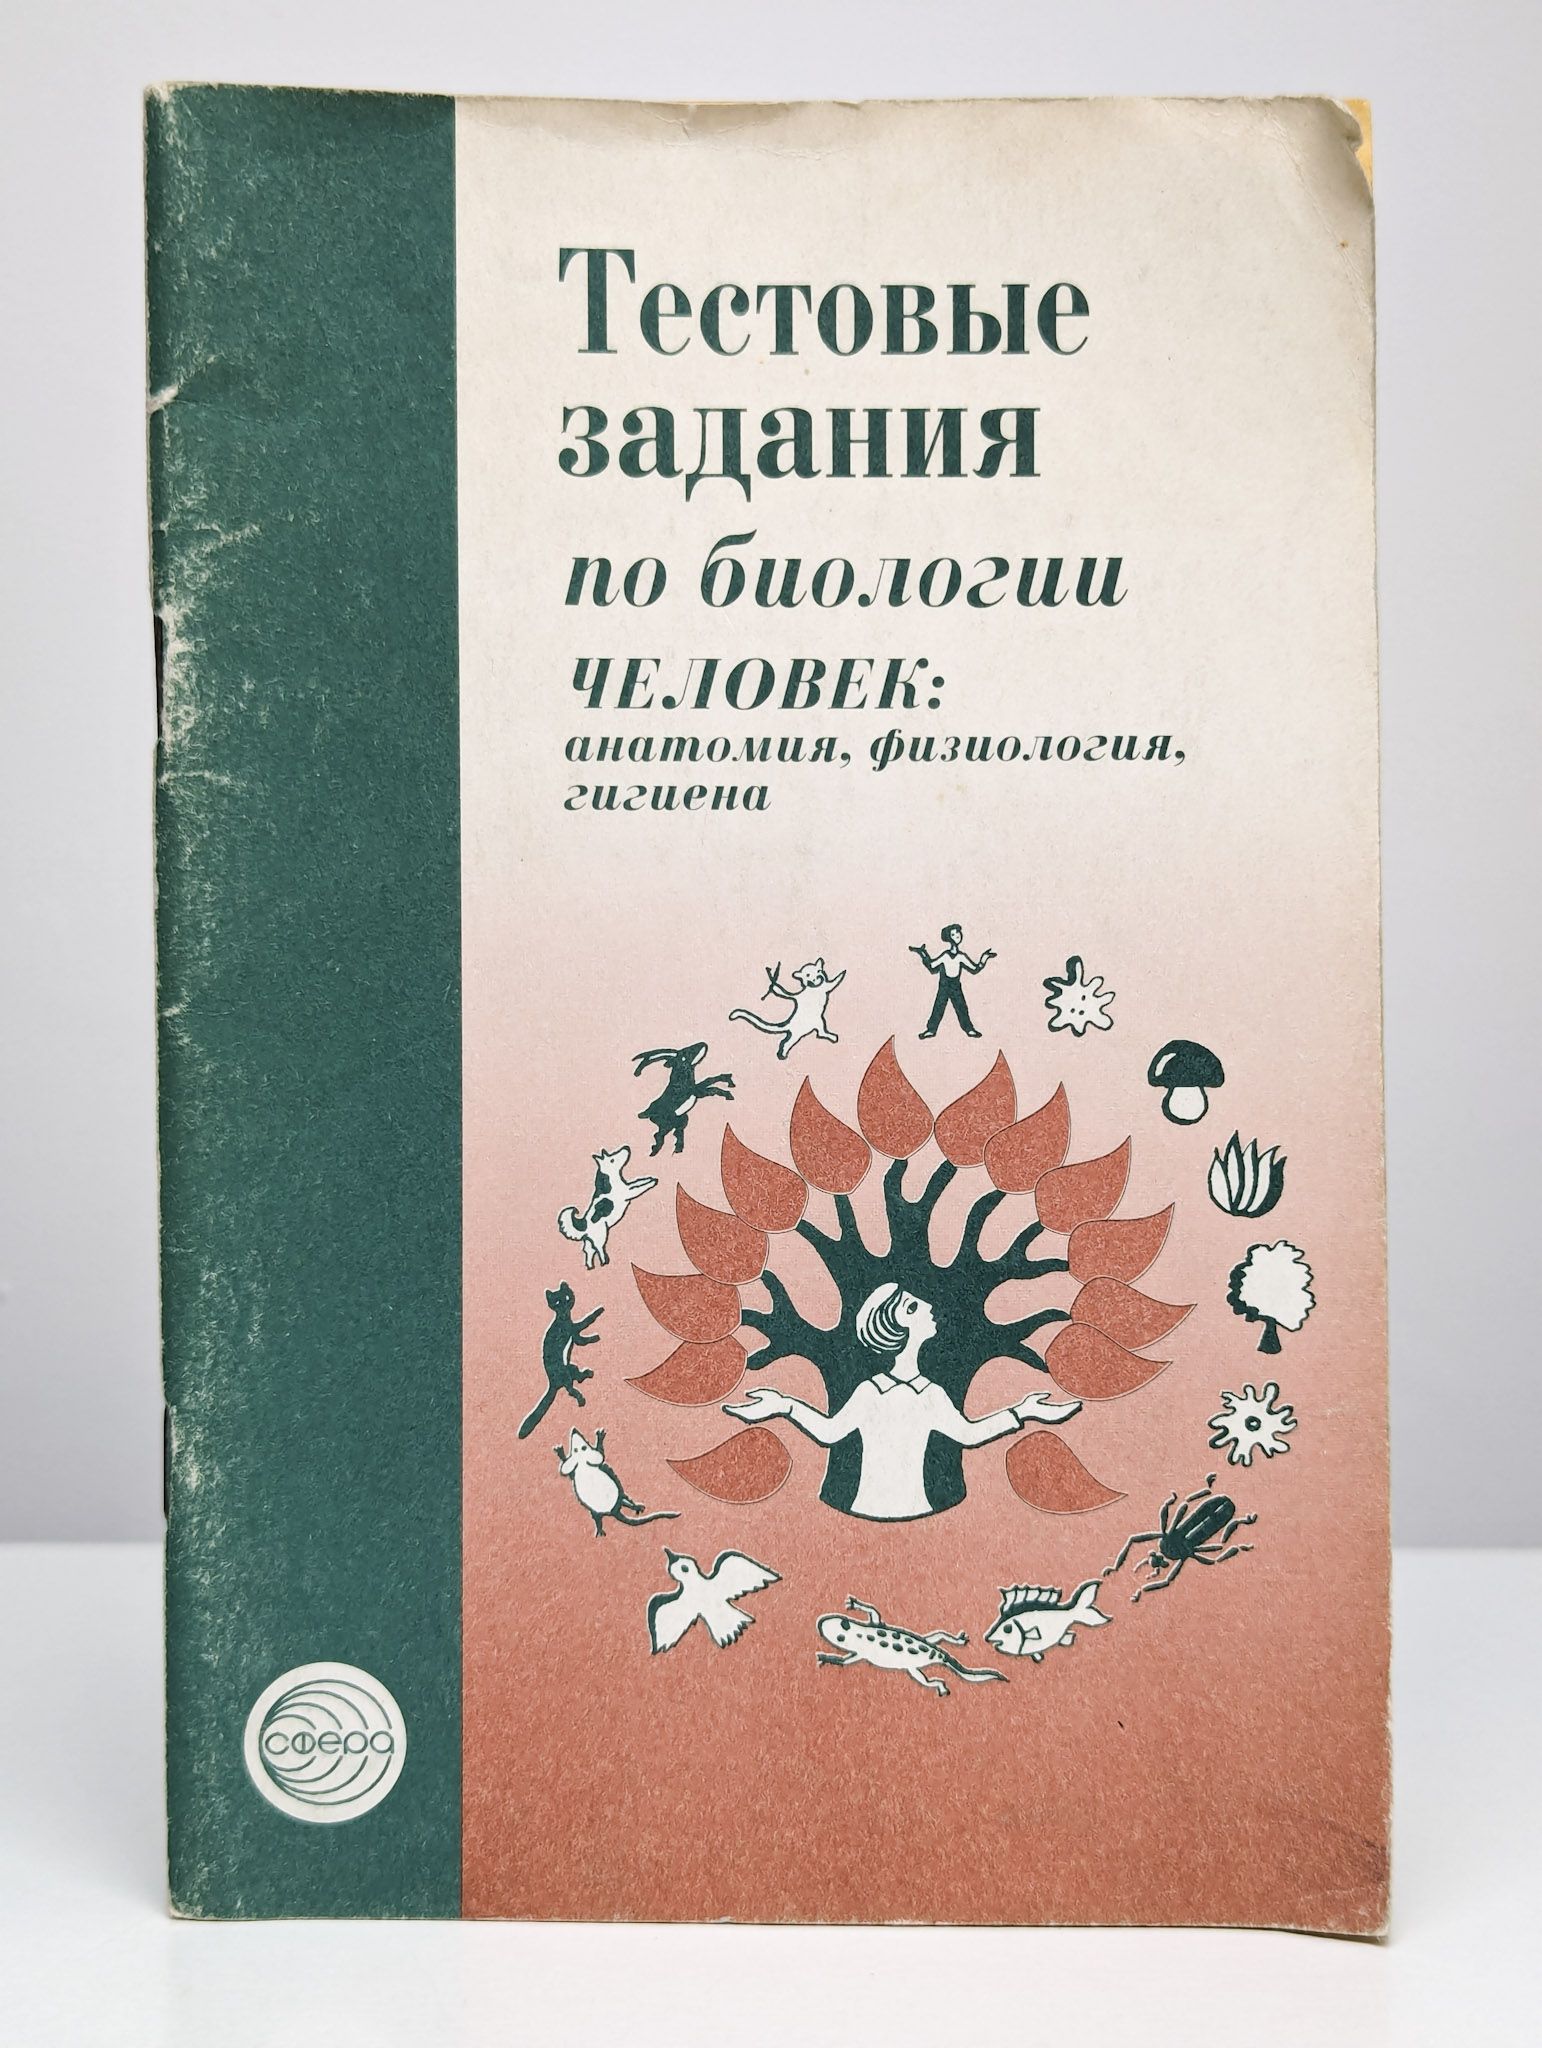 Тестовые
задания
по биологии
ЧЕЛОВЕК:
анатомия, физиология,
гигиена
сфера